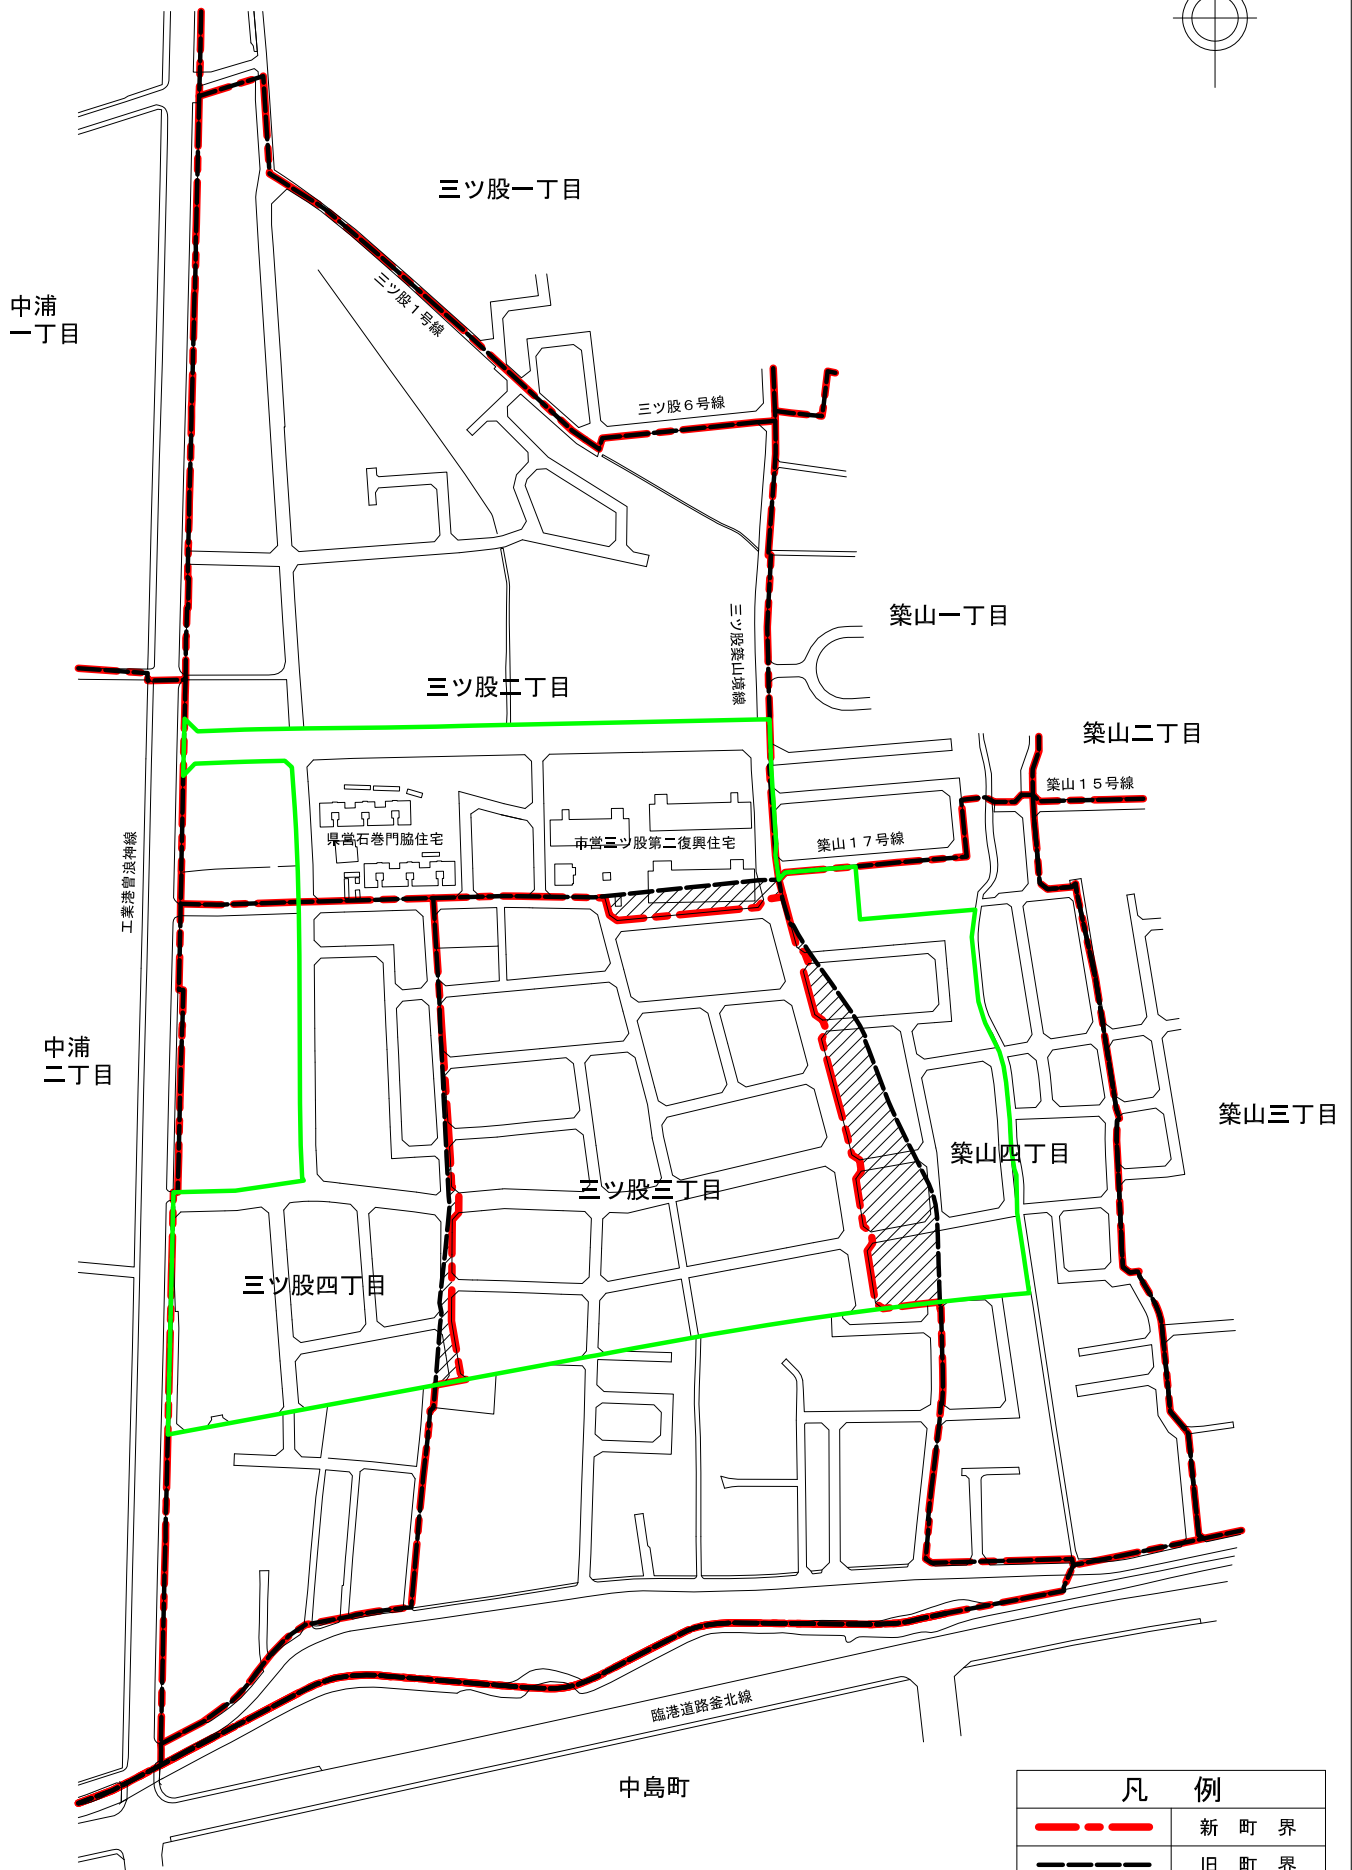 三ツ股一丁目
中浦
一丁目
三ツ股1号線
三ツ股6号線
築山一丁目
三ツ股築山境線
三ツ股二丁目
築山二丁目
築山15号線
県営石巻門脇住宅
市営三ツ股第二復興住宅
築山17号線
工業港曽波神線
中浦
二丁目
築山三丁目
築山四丁目
三ツ股三丁目
三ツ股四丁目
臨港道路釜北線
中島町
凡 例
新 町 界
旧 町 界